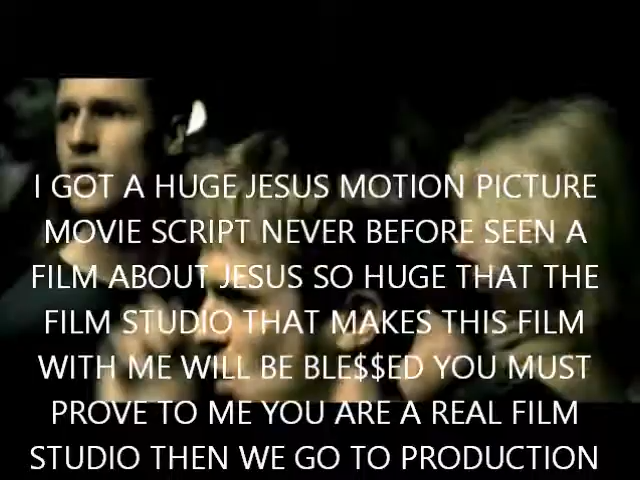 I GOT A HUGE JESUS MOTION PICTURE
MOVIE SCRIPT NEVER BEFORE SEEN A
FILM ABOUT JESUS SO HUGE THAT THE
FILM STUDIO THAT MAKES THIS FILM
WITH ME WILL BE BLE$$ED YOU MUST
PROVE TO ME YOU ARE A REAL FILM
STUDIO THEN WE GO TO PRODUCTION